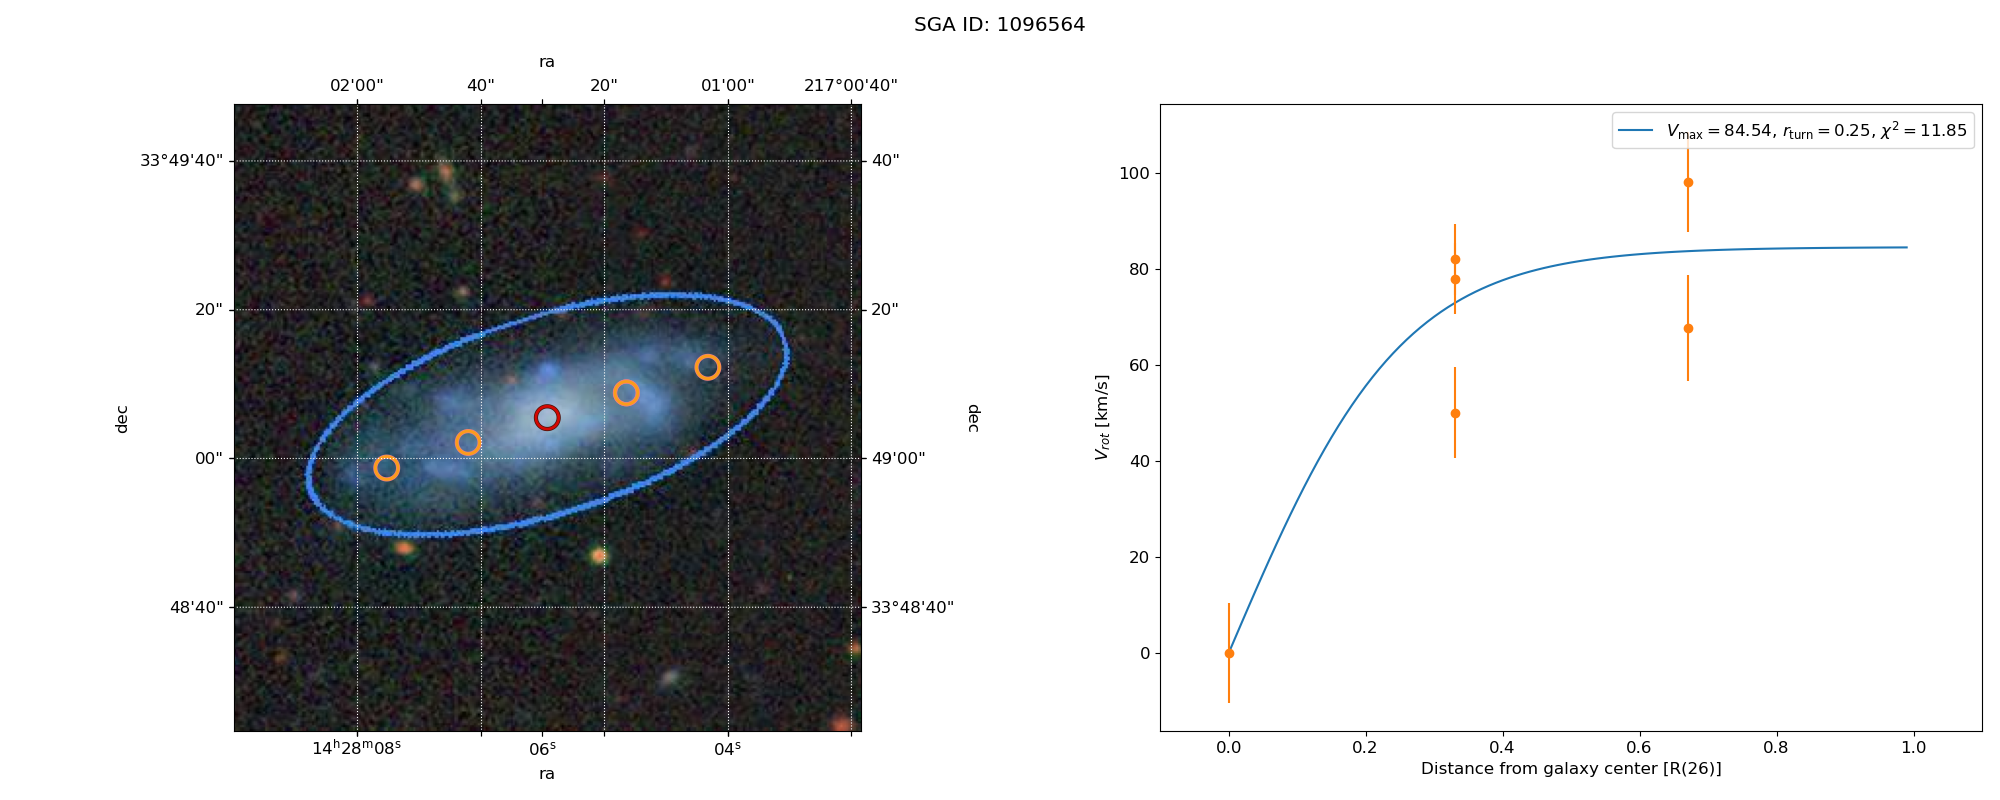 SGA ID: 1096564
ra
02'00" 40" 20" 01'00" 217°00'40"
33°49'40" 40"
20" 20"
dec dec
00" 49'00"
48'40" 33°48'40"
14ʰ28ᵐ08ˢ 06ˢ 04ˢ
ra
V_max = 84.54, r_turn = 0.25, χ² = 11.85
100
80
60
V_rot [km/s]
40
20
0
0.0 0.2 0.4 0.6 0.8 1.0
Distance from galaxy center [R(26)]